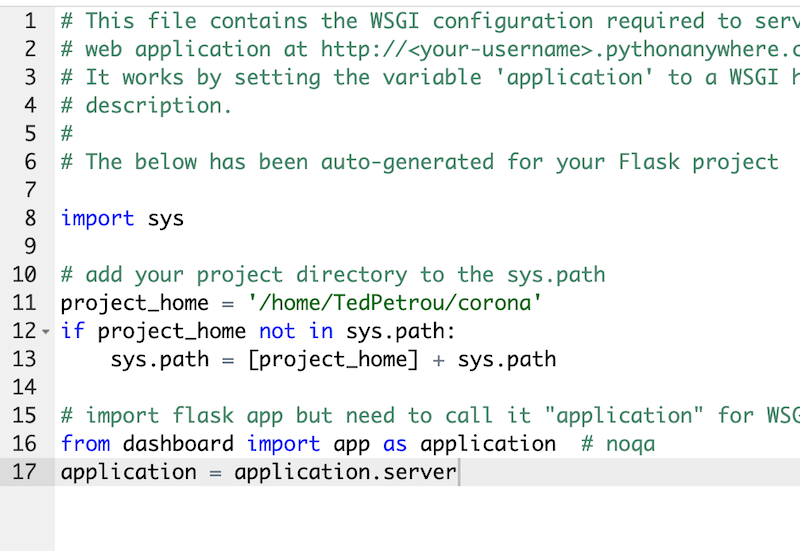 1 # This file contains the WSGI configuration required to serv
2 # web application at http://<your-username>.pythonanywhere.c
3 # It works by setting the variable 'application' to a WSGI h
4 # description.
5 #
6 # The below has been auto-generated for your Flask project
7
8 import sys
9
10 # add your project directory to the sys.path
11 project_home = '/home/TedPetrou/corona'
12 if project_home not in sys.path:
13     sys.path = [project_home] + sys.path
14
15 # import flask app but need to call it "application" for WSG
16 from dashboard import app as application  # noqa
17 application = application.server